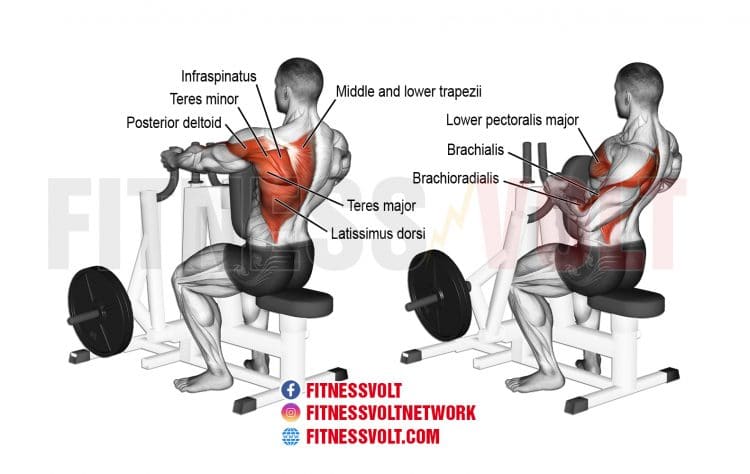 Infraspinatus
Teres minor
Posterior deltoid
Middle and lower trapezii
Teres major
Latissimus dorsi
Lower pectoralis major
Brachialis
Brachioradialis
FITNESS VOLT
FITNESSVOLT
FITNESSVOLTNETWORK
FITNESSVOLT.COM